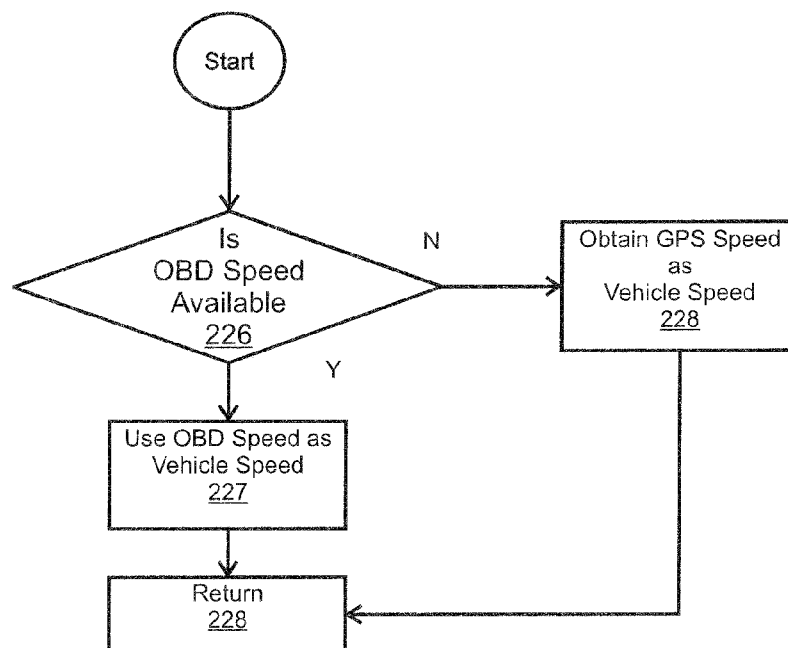 Start
Is
OBD Speed
Available
226
N
Y
Obtain GPS Speed
as
Vehicle Speed
228
Use OBD Speed as
Vehicle Speed
227
Return
228